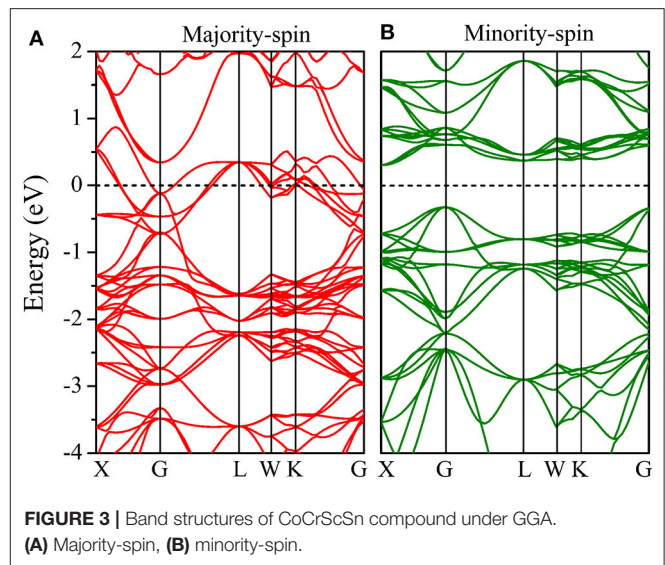 A
Majority-spin
B
Minority-spin
2
1
0
-1
-2
-3
-4
Energy (eV)
X G L W K G
X G L W K G
FIGURE 3 | Band structures of CoCrScSn compound under GGA.
(A) Majority-spin, (B) minority-spin.